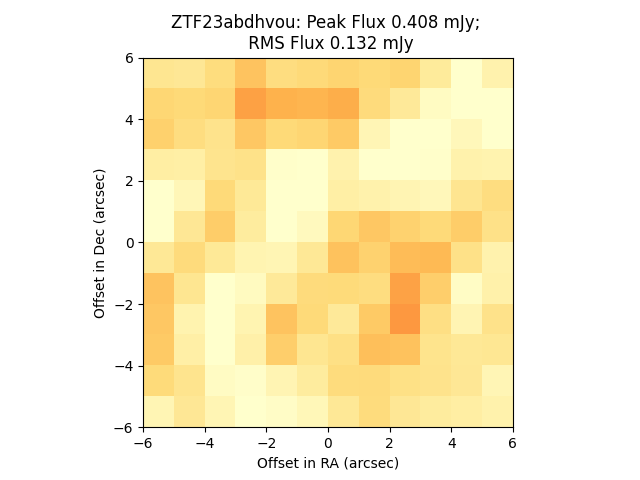 ZTF23abdhvou: Peak Flux 0.408 mJy;
RMS Flux 0.132 mJy
6
4
2
0
−2
−4
−6
Offset in Dec (arcsec)
−6 −4 −2 0 2 4 6
Offset in RA (arcsec)